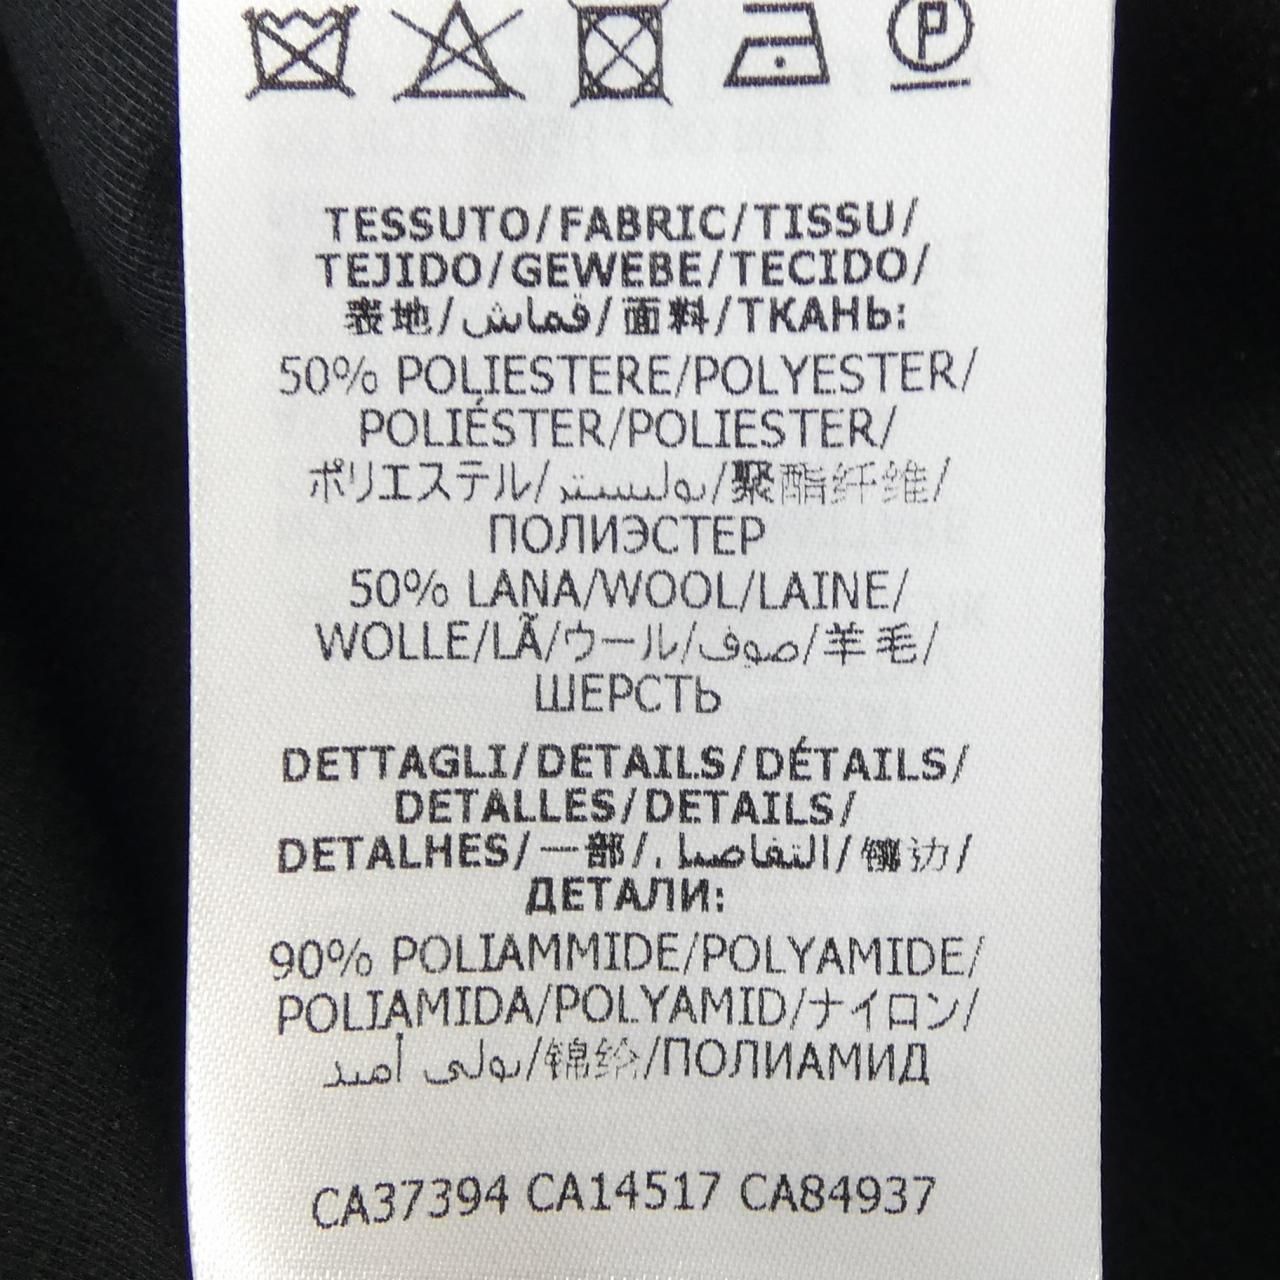 P
TESSUTO/FABRIC/TISSU/
TEJIDO/GEWEBE/TECIDO/
表地/قماش/面料/ТКАНЬ:
50% POLIESTERE/POLYESTER/
POLIÉSTER/POLIESTER/
ポリエステル/بوليستر/聚酯纤维/
ПОЛИЭСТЕР
50% LANA/WOOL/LAINE/
WOLLE/LÃ/ウール/صوف/羊毛/
ШЕРСТЬ
DETTAGLI/DETAILS/DÉTAILS/
DETALLES/DETAILS/
DETALHES/一部/التفاصيل/镶边/
ДЕТАЛИ:
90% POLIAMMIDE/POLYAMIDE/
POLIAMIDA/POLYAMID/ナイロン/
بولي أميد/锦纶/ПОЛИАМИД
CA37394 CA14517 CA84937